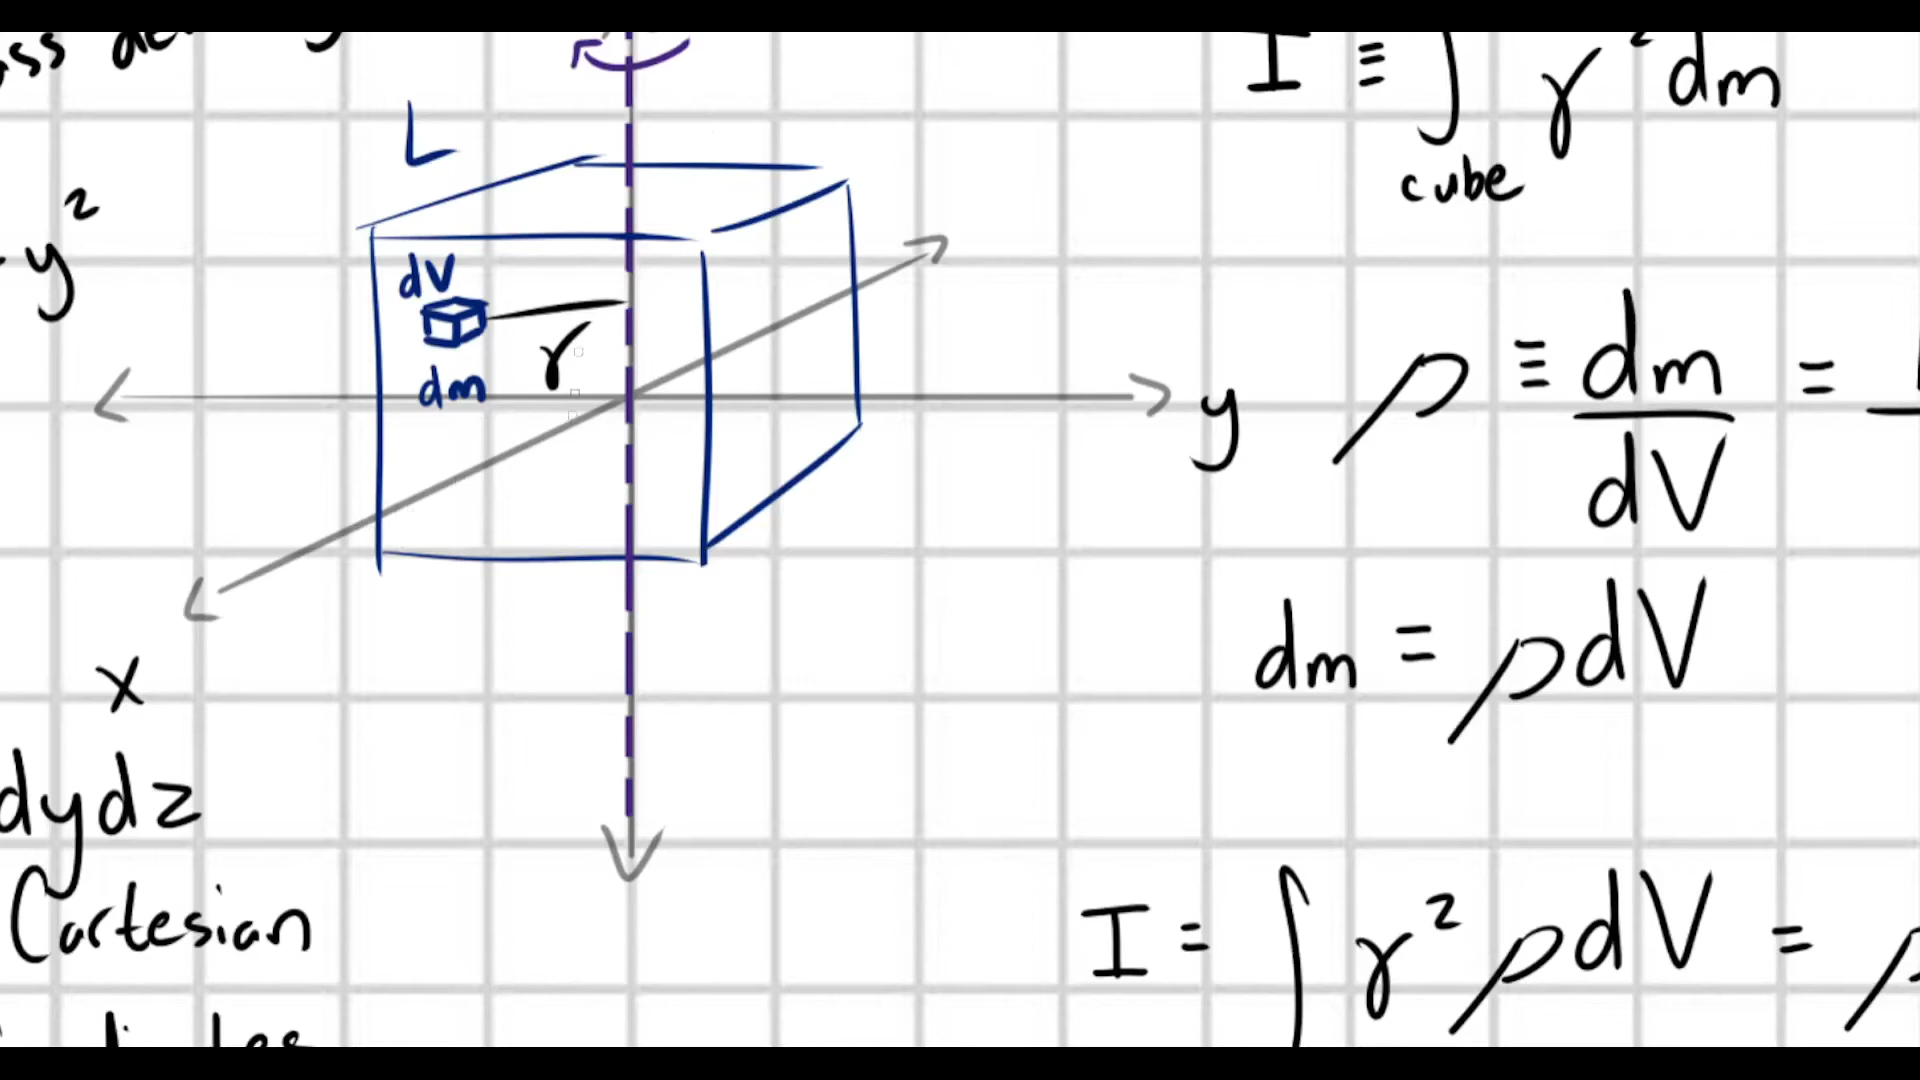 I ≡ ∫ r² dm
cube
L
y²
dV
r
dm
y
ρ ≡ dm/dV =
dm = ρdV
x
dydz
Cartesian
I = ∫ r² ρdV = ρ